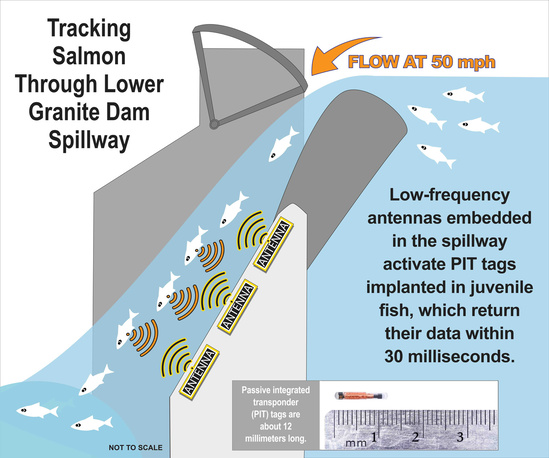 Tracking
Salmon
Through Lower
Granite Dam
Spillway
FLOW AT 50 mph
Low-frequency
antennas embedded
in the spillway
activate PIT tags
implanted in juvenile
fish, which return
their data within
30 milliseconds.
ANTENNA
ANTENNA
ANTENNA
Passive integrated
transponder
(PIT) tags are
about 12
millimeters long.
mm 1 2 3
NOT TO SCALE